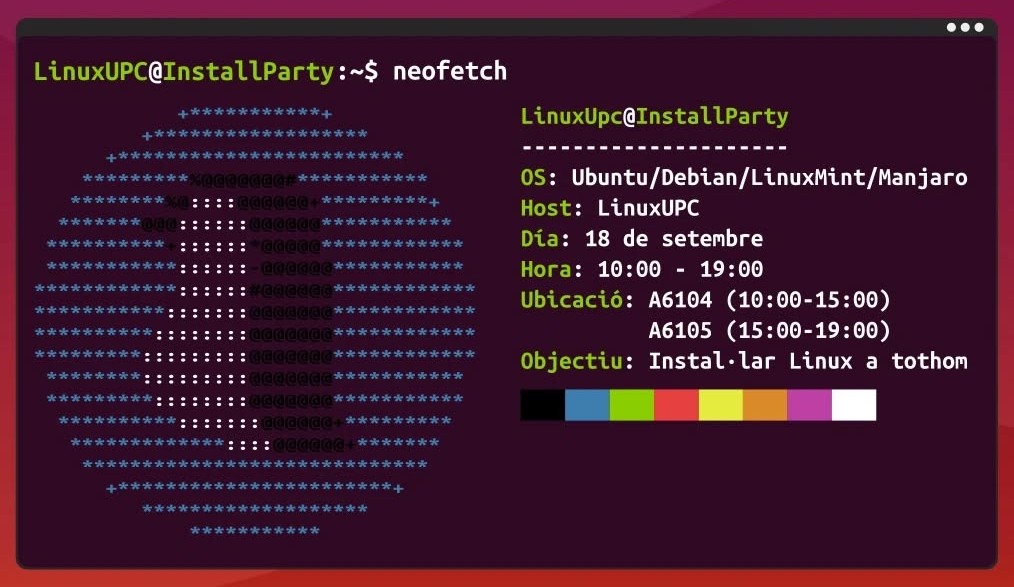 LinuxUPC@InstallParty:~$ neofetch
LinuxUpc@InstallParty
---------------------
OS: Ubuntu/Debian/LinuxMint/Manjaro
Host: LinuxUPC
Día: 18 de setembre
Hora: 10:00 - 19:00
Ubicació: A6104 (10:00-15:00)
A6105 (15:00-19:00)
Objectiu: Instal·lar Linux a tothom